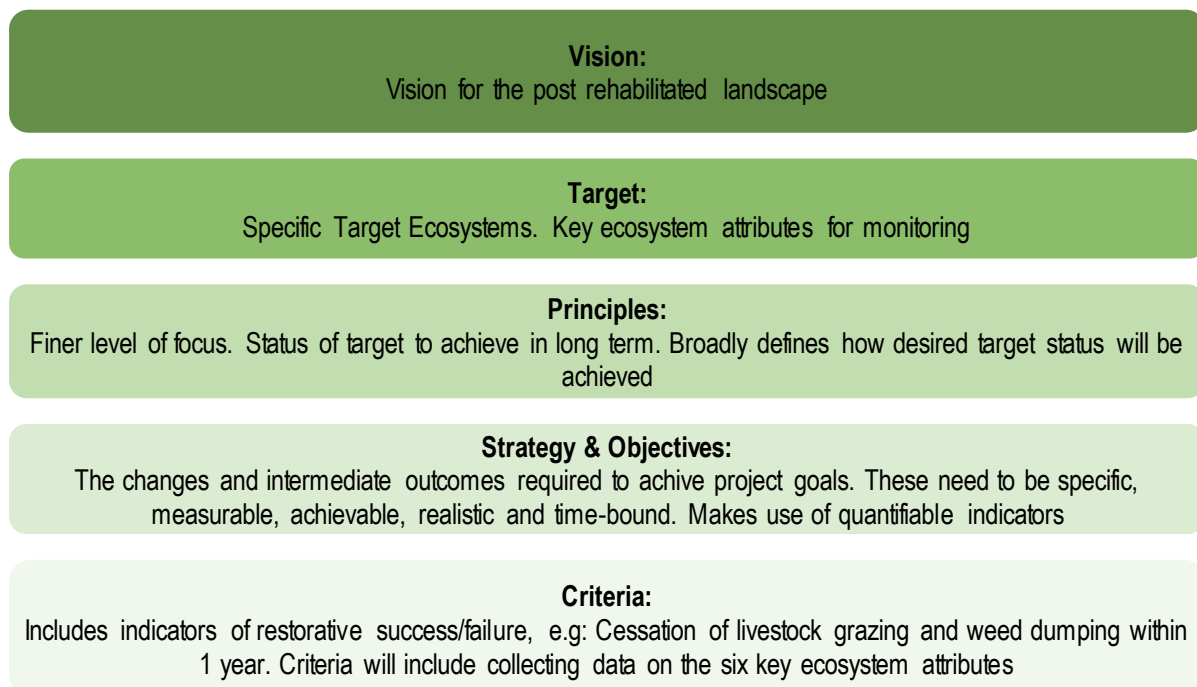 Vision:
Vision for the post rehabilitated landscape
Target:
Specific Target Ecosystems. Key ecosystem attributes for monitoring
Principles:
Finer level of focus. Status of target to achieve in long term. Broadly defines how desired target status will be
achieved
Strategy & Objectives:
The changes and intermediate outcomes required to achive project goals. These need to be specific,
measurable, achievable, realistic and time-bound. Makes use of quantifiable indicators
Criteria:
Includes indicators of restorative success/failure, e.g: Cessation of livestock grazing and weed dumping within
1 year. Criteria will include collecting data on the six key ecosystem attributes